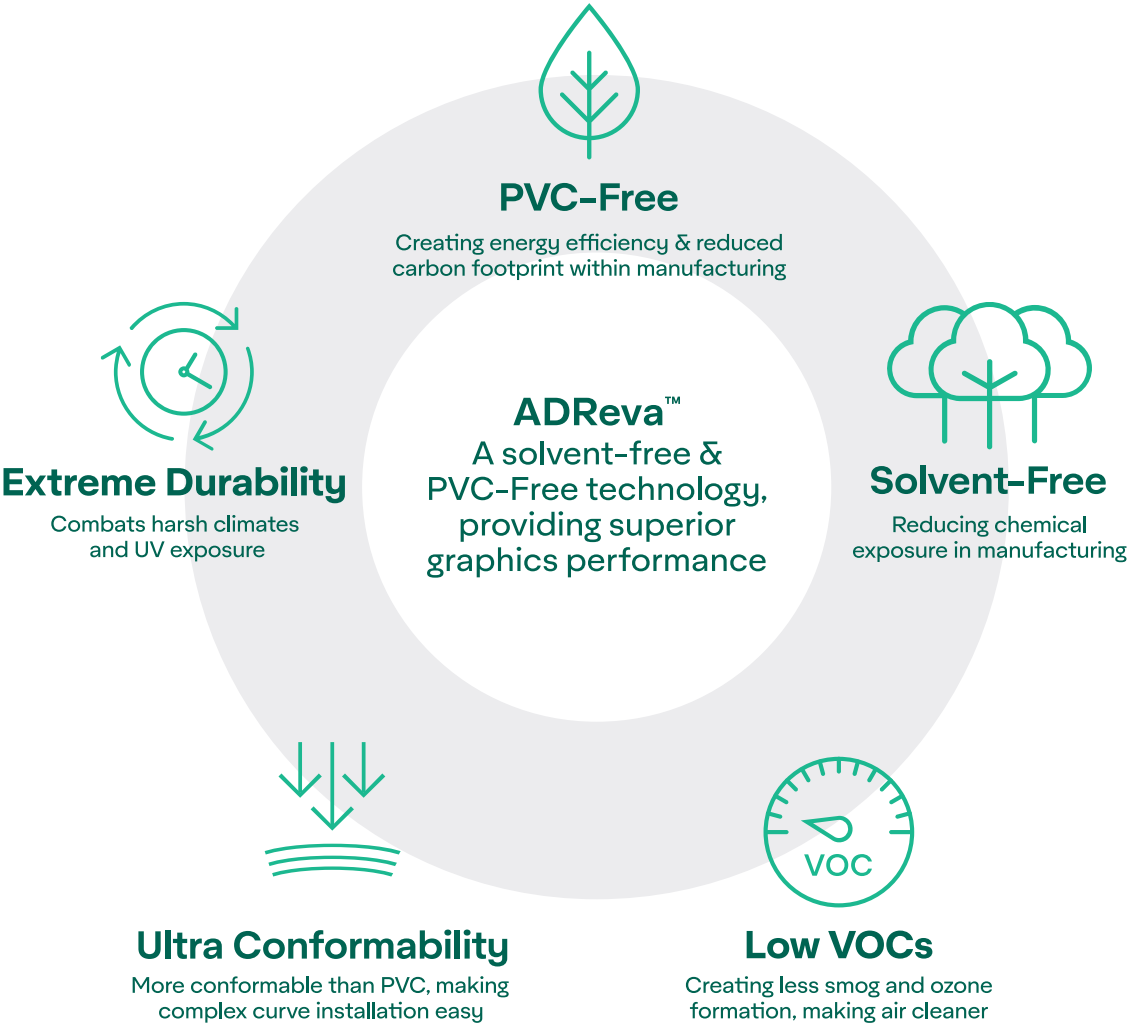 PVC-Free
Creating energy efficiency & reduced
carbon footprint within manufacturing
ADReva™
A solvent-free &
PVC-Free technology,
providing superior
graphics performance
Extreme Durability
Combats harsh climates
and UV exposure
Solvent-Free
Reducing chemical
exposure in manufacturing
Ultra Conformability
More conformable than PVC, making
complex curve installation easy
VOC
Low VOCs
Creating less smog and ozone
formation, making air cleaner